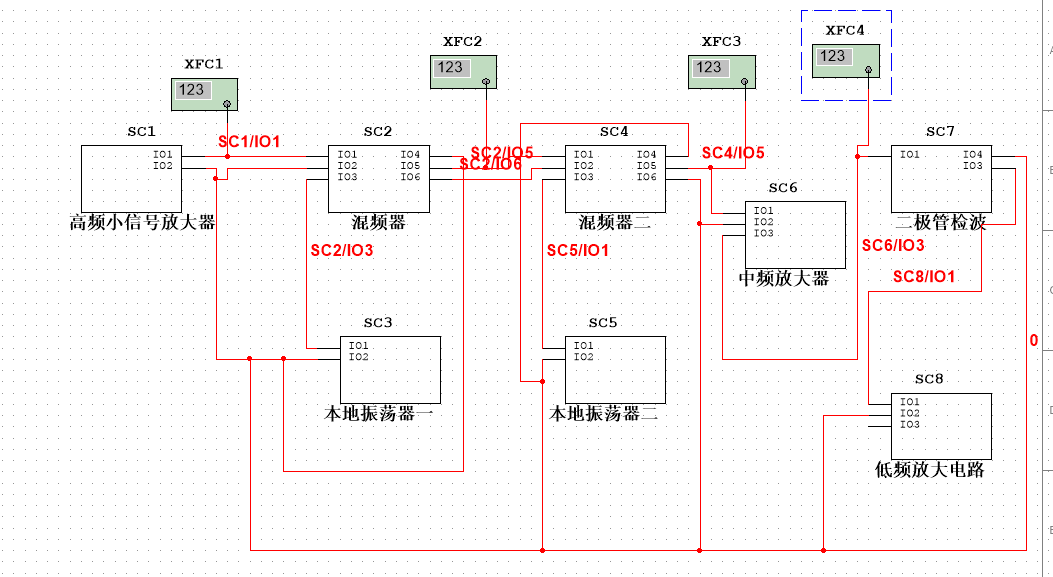 XFC1
123
XFC2
123
XFC3
123
XFC4
123
SC1
IO1
IO2
高频小信号放大器
SC1/IO1
SC2
IO1
IO2
IO3
IO4
IO5
IO6
混频器
SC2/IO5
SC2/IO6
SC2/IO3
SC4
IO1
IO2
IO3
IO4
IO5
IO6
混频器二
SC4/IO5
SC5/IO1
SC6
IO1
IO2
IO3
中频放大器
SC7
IO1
IO4
IO3
二极管检波
SC6/IO3
SC8/IO1
SC3
IO1
IO2
本地振荡器一
SC5
IO1
IO2
本地振荡器二
0
SC8
IO1
IO2
IO3
低频放大电路